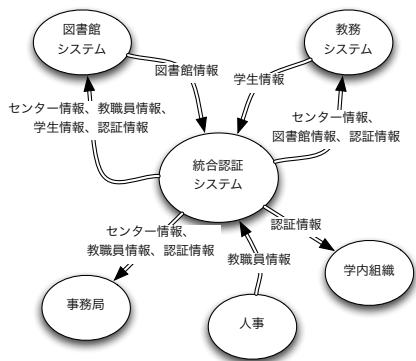 図書館
システム
教務
システム
図書館情報
学生情報
センター情報、教職員情報、
学生情報、認証情報
センター情報、
図書館情報、認証情報
統合認証
システム
センター情報、
教職員情報、認証情報
認証情報
教職員情報
学内組織
事務局
人事